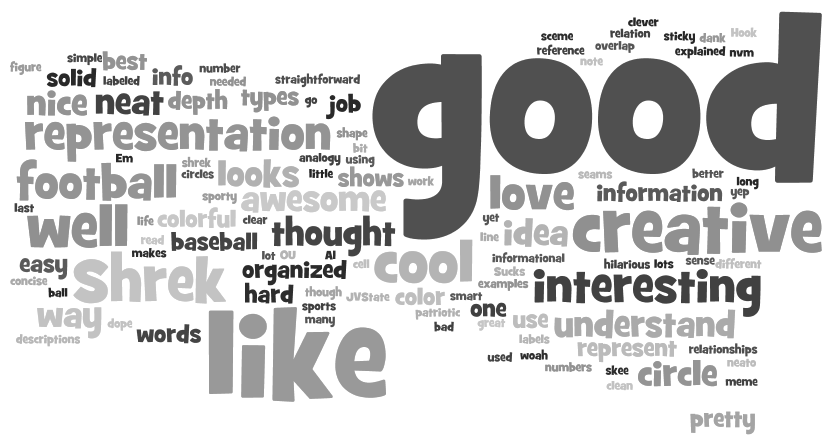 clever
sceme relation sticky dank Hook
reference overlap explained nvm
note
simple best
figure solid labeled info number needed straightforward
nice neat depth types go job
good
representation shape
bit
Em shrek analogy using
football circles looks little shows work
seams better long
sporty awesome love information yep
last well life colorful clear thought yet
line idea creative
read baseball
makes lot OU AI cell cool informational hilarious lots sense different
easy Shrek organized Sucks
concise ball hard though JVState color smart examples interesting
sports patriotic one
way dope many bad great use understand
descriptions words like labels represent relationships
used woah neato
numbers skee circle meme
clean
pretty